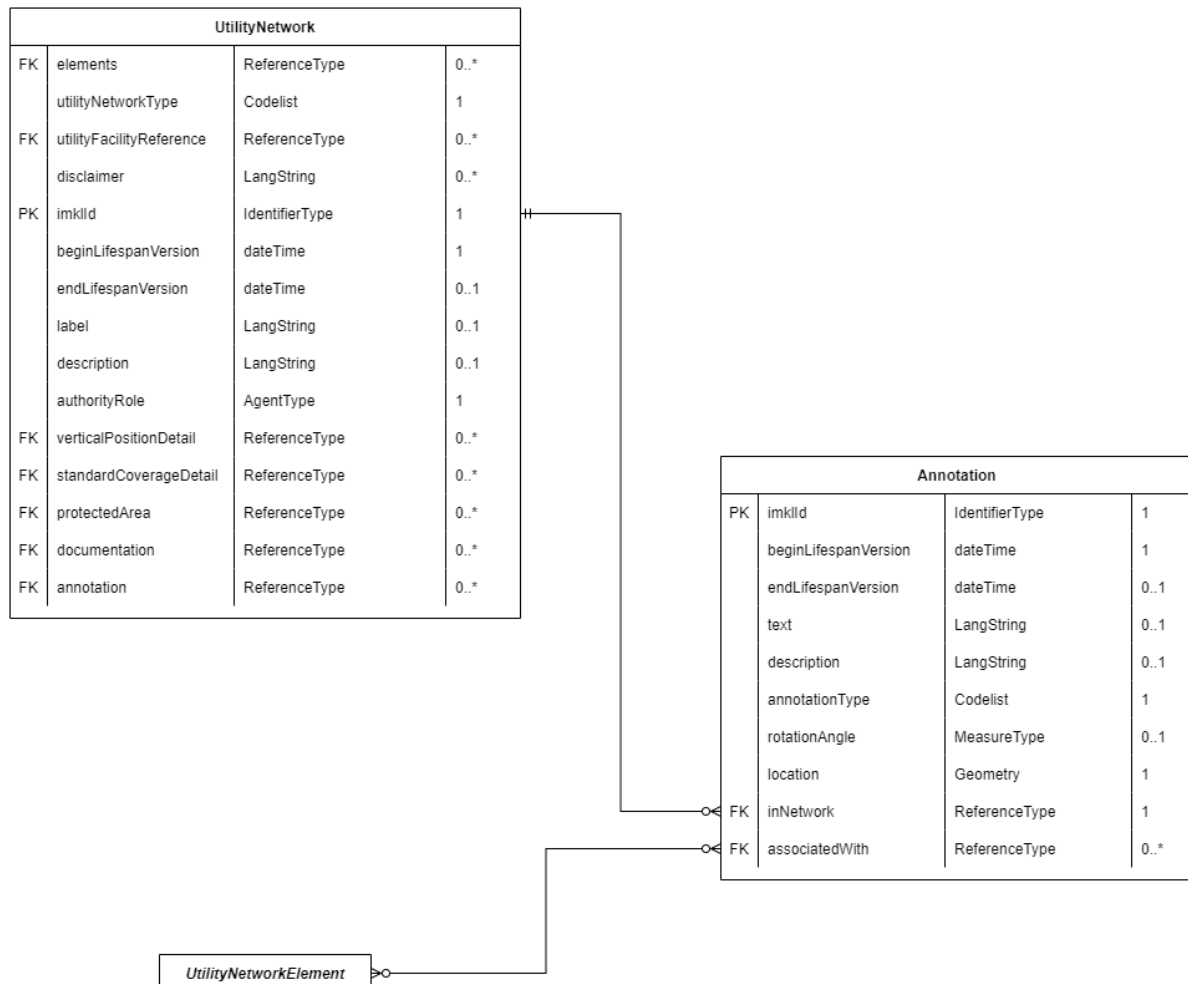 UtilityNetwork
FK elements ReferenceType 0..*
utilityNetworkType Codelist 1
FK utilityFacilityReference ReferenceType 0..*
disclaimer LangString 0..*
PK imklId IdentifierType 1
beginLifespanVersion dateTime 1
endLifespanVersion dateTime 0..1
label LangString 0..1
description LangString 0..1
authorityRole AgentType 1
FK verticalPositionDetail ReferenceType 0..*
FK standardCoverageDetail ReferenceType 0..*
FK protectedArea ReferenceType 0..*
FK documentation ReferenceType 0..*
FK annotation ReferenceType 0..*
Annotation
PK imklId IdentifierType 1
beginLifespanVersion dateTime 1
endLifespanVersion dateTime 0..1
text LangString 0..1
description LangString 0..1
annotationType Codelist 1
rotationAngle MeasureType 0..1
location Geometry 1
FK inNetwork ReferenceType 1
FK associatedWith ReferenceType 0..*
UtilityNetworkElement